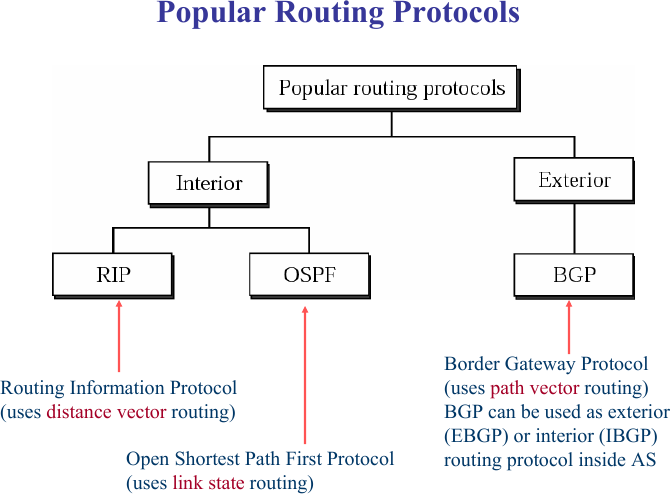 Popular Routing Protocols
Popular routing protocols
Interior
Exterior
RIP
OSPF
BGP
Routing Information Protocol
(uses distance vector routing)
Open Shortest Path First Protocol
(uses link state routing)
Border Gateway Protocol
(uses path vector routing)
BGP can be used as exterior
(EBGP) or interior (IBGP)
routing protocol inside AS